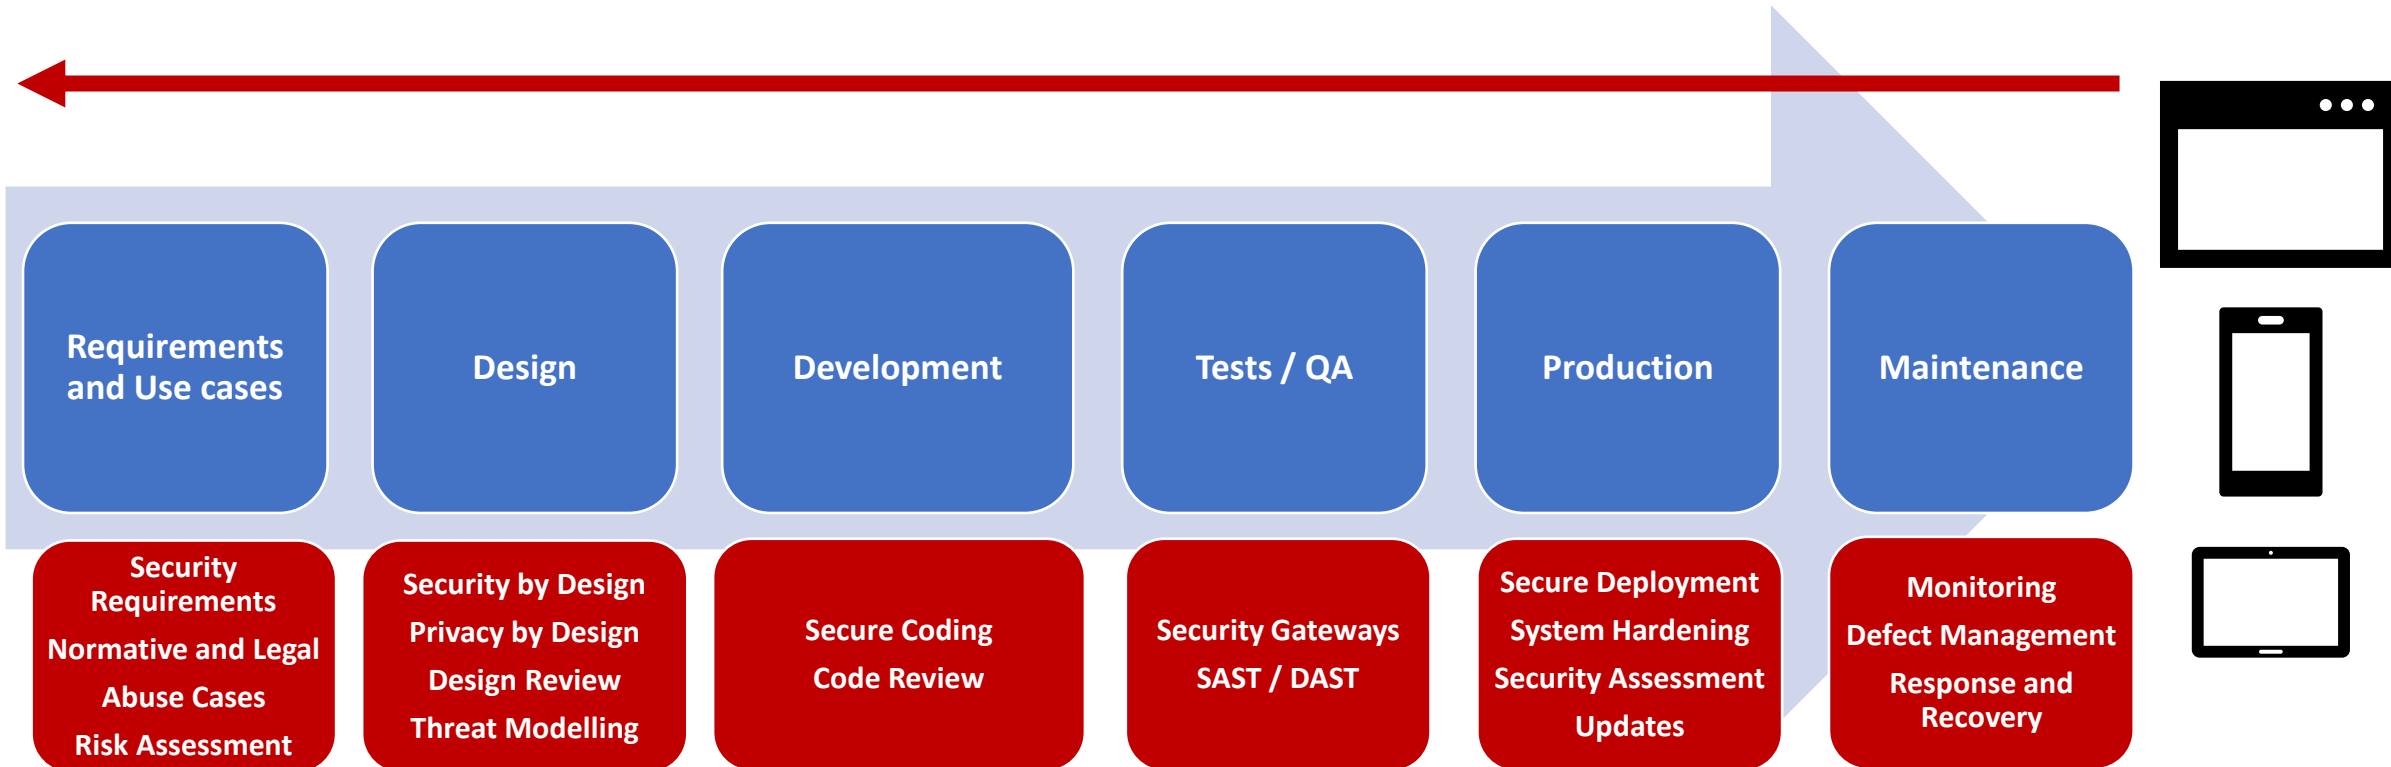 Requirements
and Use cases
Design
Development
Tests / QA
Production
Maintenance
Security
Requirements
Normative and Legal
Abuse Cases
Risk Assessment
Security by Design
Privacy by Design
Design Review
Threat Modelling
Secure Coding
Code Review
Security Gateways
SAST / DAST
Secure Deployment
System Hardening
Security Assessment
Updates
Monitoring
Defect Management
Response and
Recovery